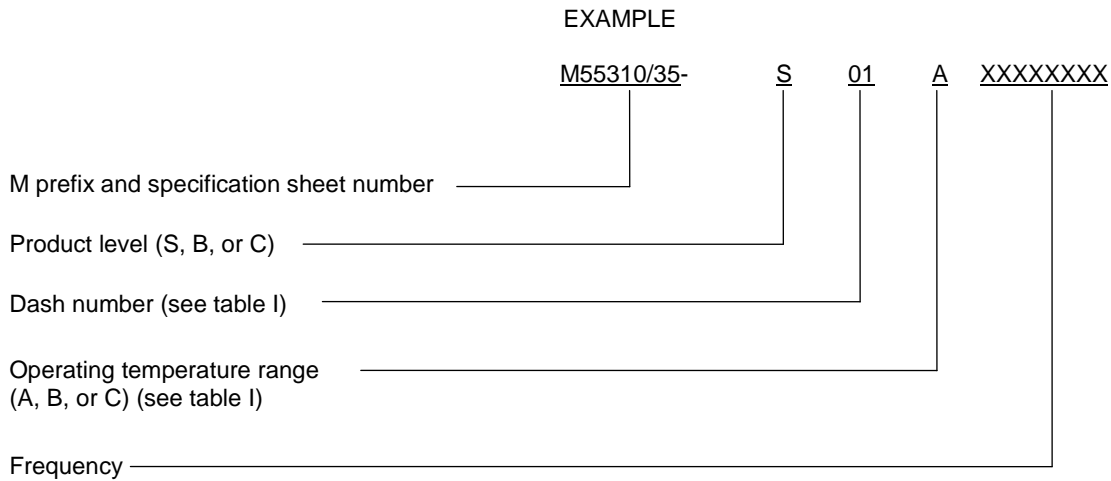 EXAMPLE
M55310/35- S 01 A XXXXXXXX
M prefix and specification sheet number
Product level (S, B, or C)
Dash number (see table I)
Operating temperature range
(A, B, or C) (see table I)
Frequency